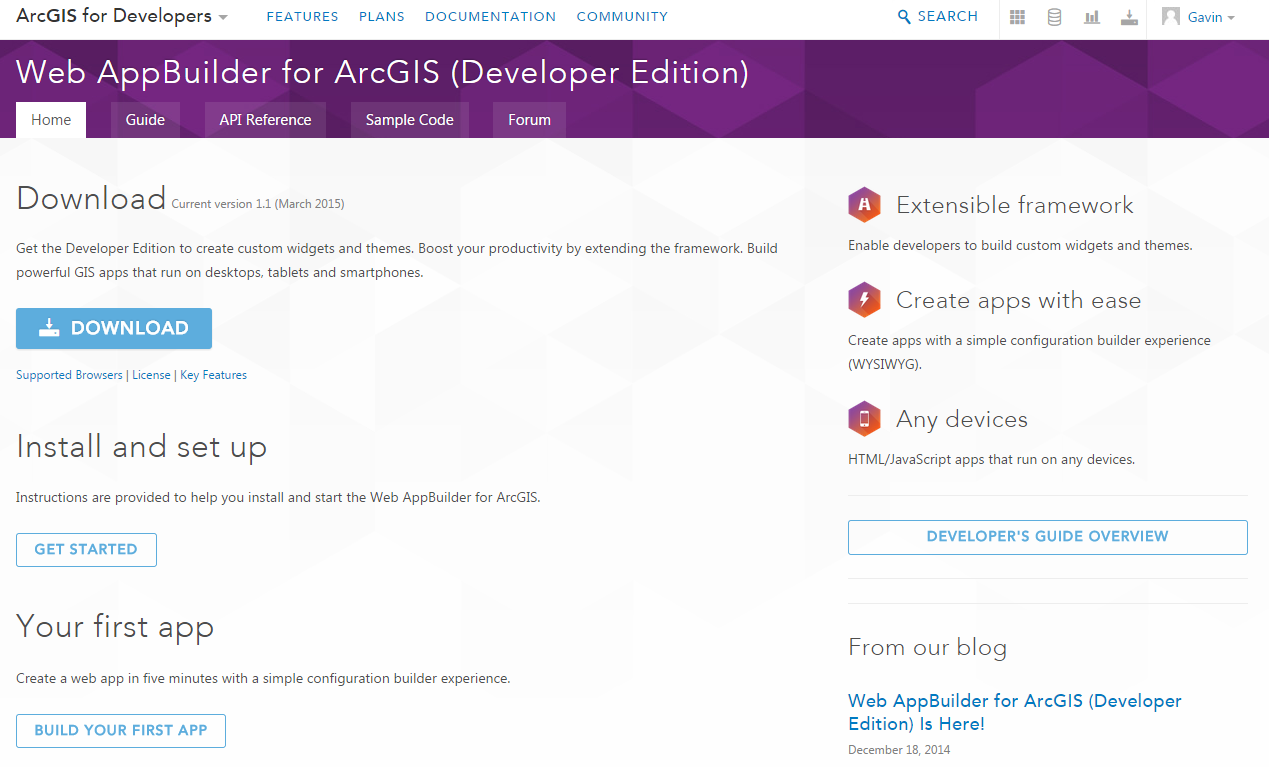 ArcGIS for Developers
FEATURES PLANS DOCUMENTATION COMMUNITY
SEARCH
Gavin
Web AppBuilder for ArcGIS (Developer Edition)
Home Guide API Reference Sample Code Forum
Download Current version 1.1 (March 2015)
Get the Developer Edition to create custom widgets and themes. Boost your productivity by extending the framework. Build
powerful GIS apps that run on desktops, tablets and smartphones.
DOWNLOAD
Supported Browsers | License | Key Features
Install and set up
Instructions are provided to help you install and start the Web AppBuilder for ArcGIS.
GET STARTED
Your first app
Create a web app in five minutes with a simple configuration builder experience.
BUILD YOUR FIRST APP
Extensible framework
Enable developers to build custom widgets and themes.
Create apps with ease
Create apps with a simple configuration builder experience
(WYSIWYG).
Any devices
HTML/JavaScript apps that run on any devices.
DEVELOPER'S GUIDE OVERVIEW
From our blog
Web AppBuilder for ArcGIS (Developer
Edition) Is Here!
December 18, 2014